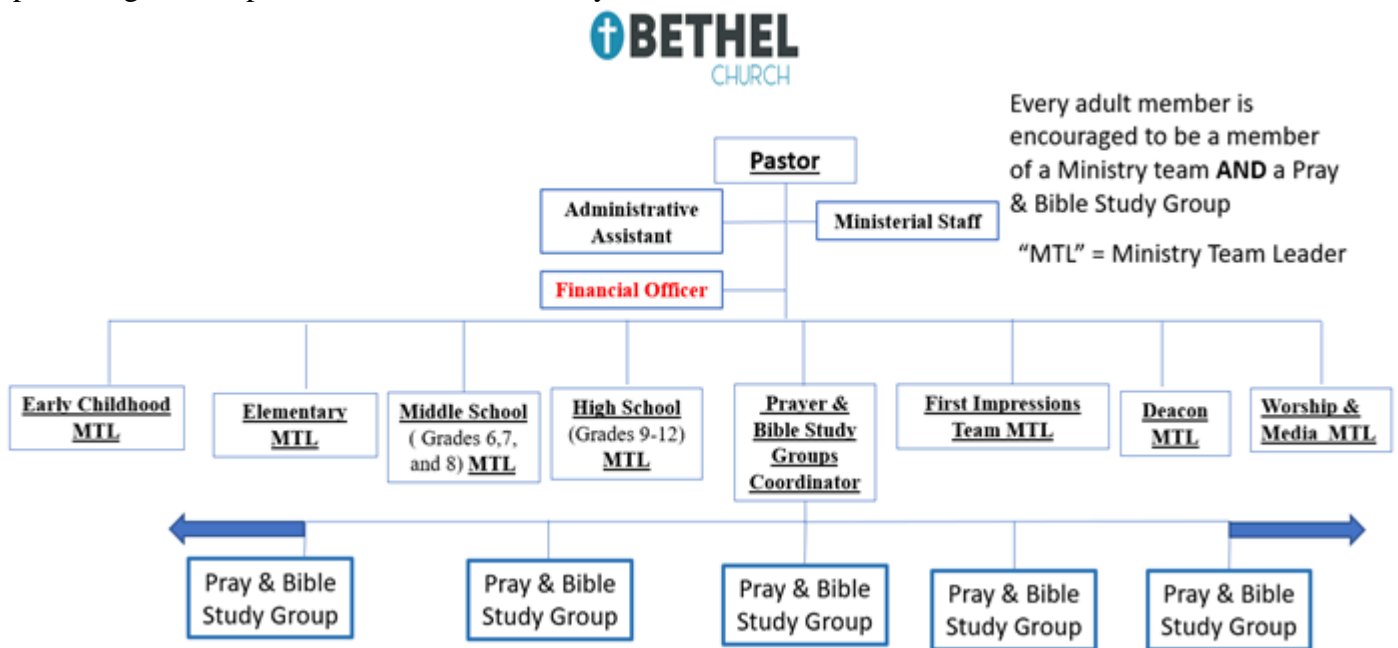 BETHEL
CHURCH
Every adult member is
encouraged to be a member
of a Ministry team AND a Pray
& Bible Study Group
"MTL" = Ministry Team Leader
Pastor
Administrative
Assistant
Ministerial Staff
Financial Officer
Early Childhood
MTL
Elementary
MTL
Middle School
( Grades 6,7,
and 8) MTL
High School
(Grades 9-12)
MTL
Prayer &
Bible Study
Groups
Coordinator
First Impressions
Team MTL
Deacon
MTL
Worship &
Media MTL
Pray & Bible
Study Group
Pray & Bible
Study Group
Pray & Bible
Study Group
Pray & Bible
Study Group
Pray & Bible
Study Group